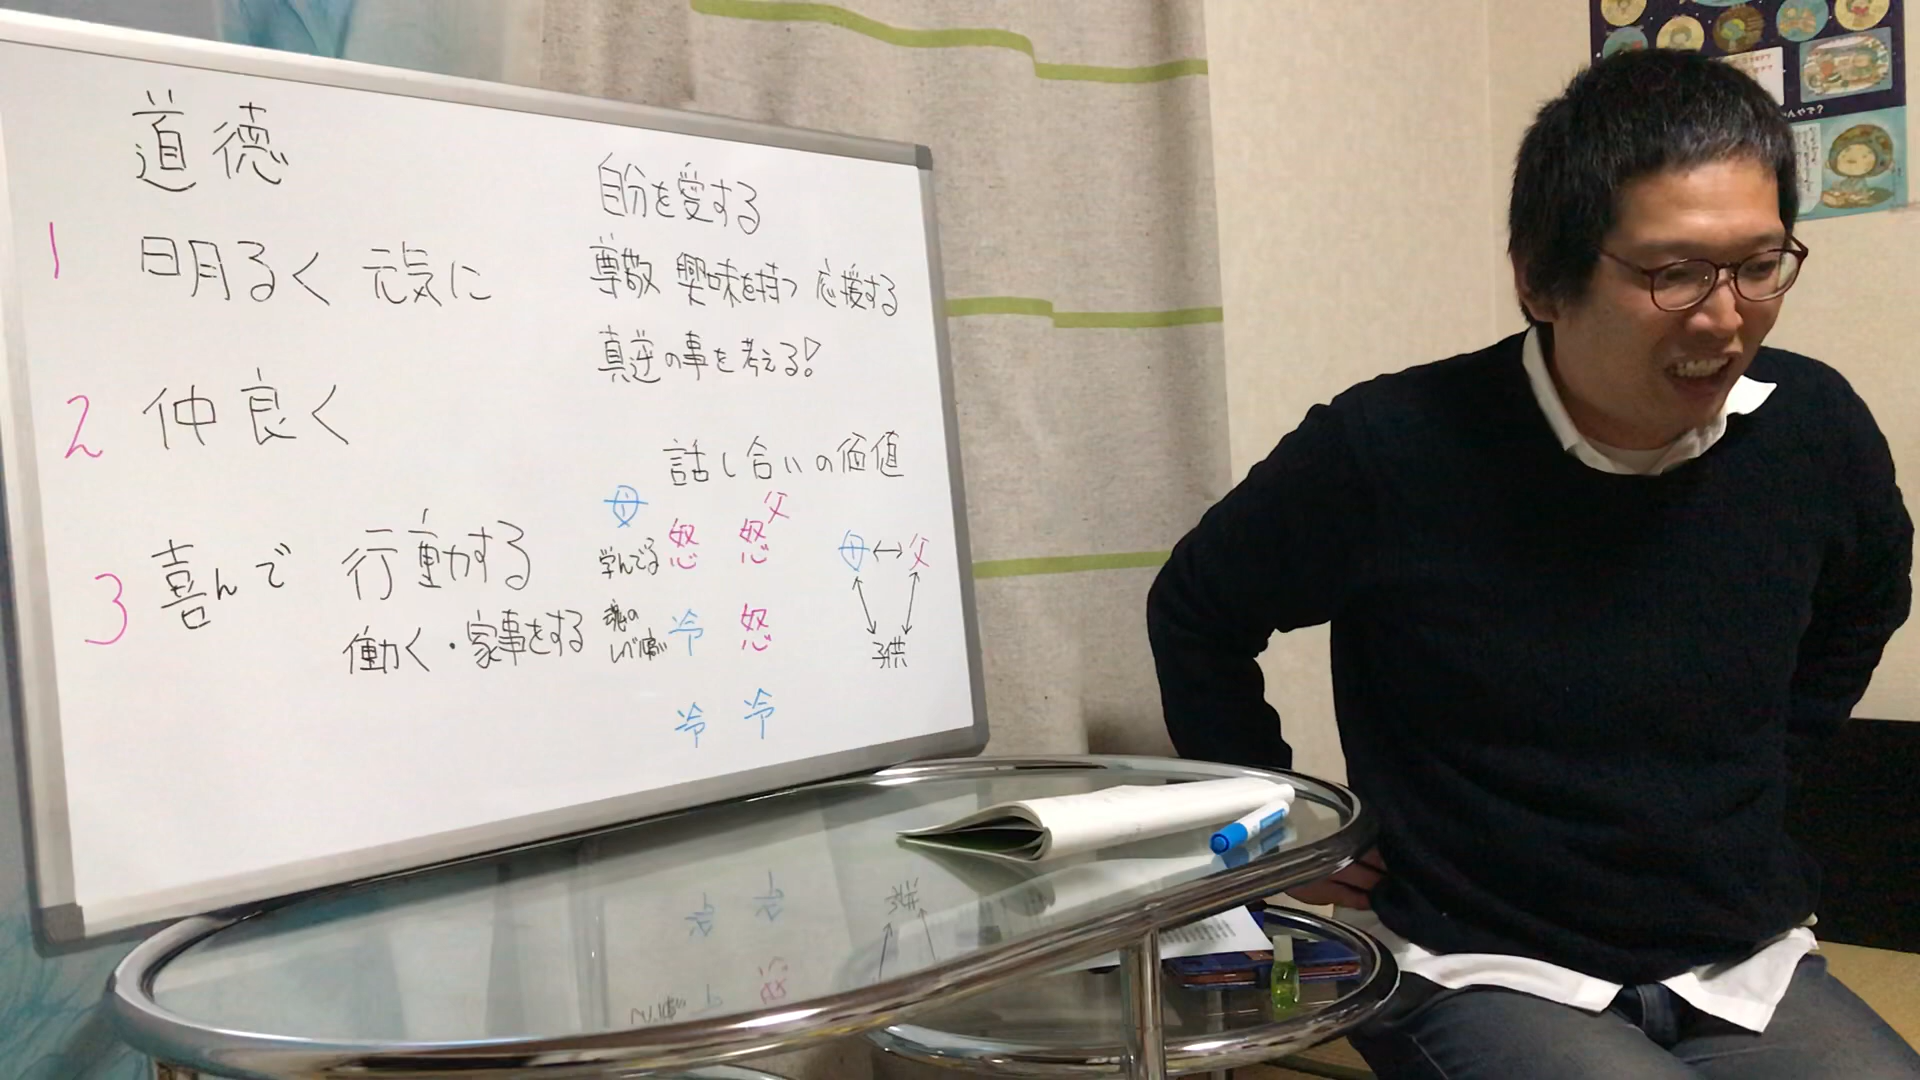 道徳
1 明るく 元気に
2 仲良く
3 喜んで 行動する
働く・家事をする
自分を愛する
尊敬 興味を持つ 応援する
真逆の事を考える!
話し合いの価値
母 父
学んでる 怒 怒
魂の
レベル 冷 怒
冷 冷
母↔父
子供